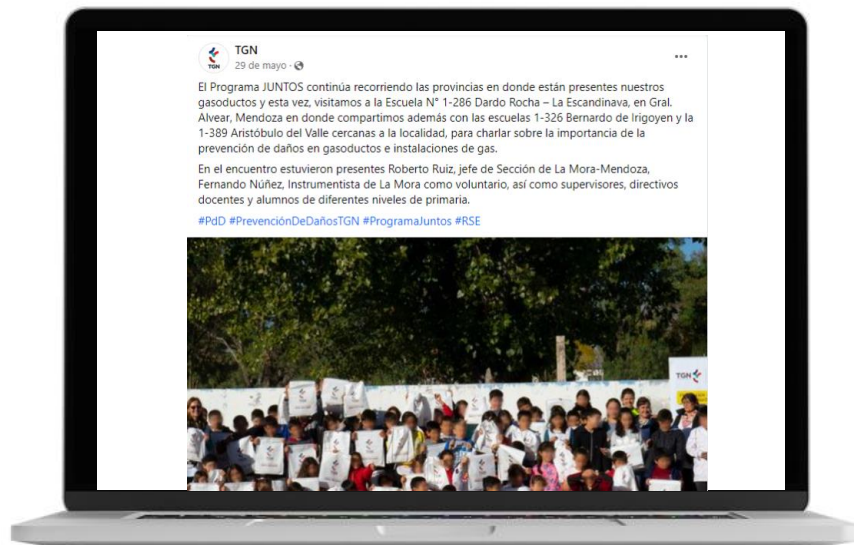 TGN
TGN
29 de mayo ·
El Programa JUNTOS continúa recorriendo las provincias en donde están presentes nuestros
gasoductos y esta vez, visitamos a la Escuela N° 1-286 Dardo Rocha – La Escandinava, en Gral.
Alvear, Mendoza en donde compartimos además con las escuelas 1-326 Bernardo de Irigoyen y la
1-389 Aristóbulo del Valle cercanas a la localidad, para charlar sobre la importancia de la
prevención de daños en gasoductos e instalaciones de gas.
En el encuentro estuvieron presentes Roberto Ruiz, jefe de Sección de La Mora-Mendoza,
Fernando Núñez, Instrumentista de La Mora como voluntario, así como supervisores, directivos
docentes y alumnos de diferentes niveles de primaria.
#PdD #PrevenciónDeDañosTGN #ProgramaJuntos #RSE
TGN